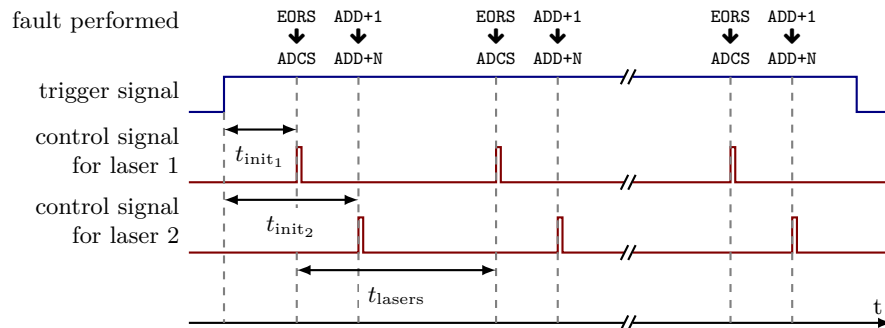 fault performed
EORS ADD+1 EORS ADD+1 EORS ADD+1
ADCS ADD+N ADCS ADD+N ADCS ADD+N
trigger signal
control signal
for laser 1
t_init₁
control signal
for laser 2
t_init₂
t_lasers
t